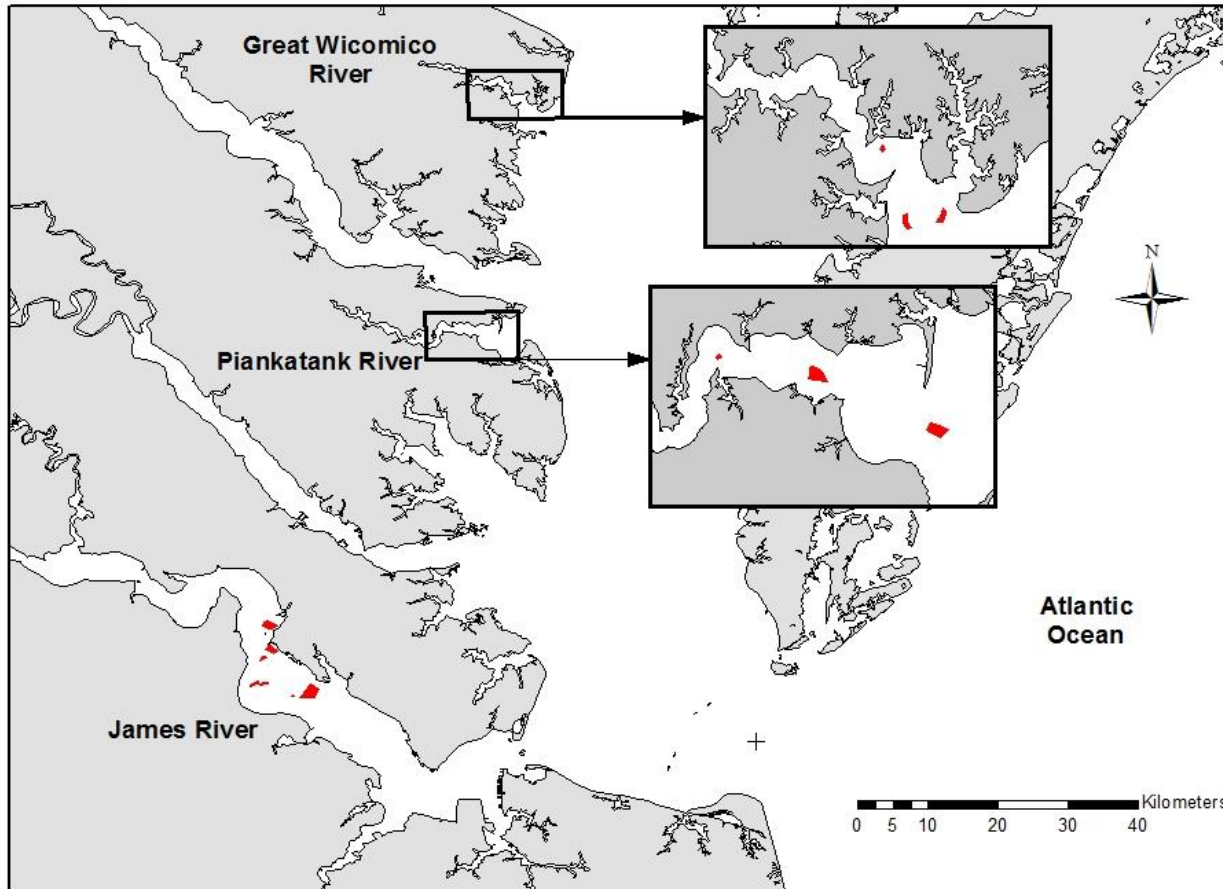 Great Wicomico
River
N
Piankatank River
Atlantic
Ocean
James River
Kilometers
0 5 10 20 30 40